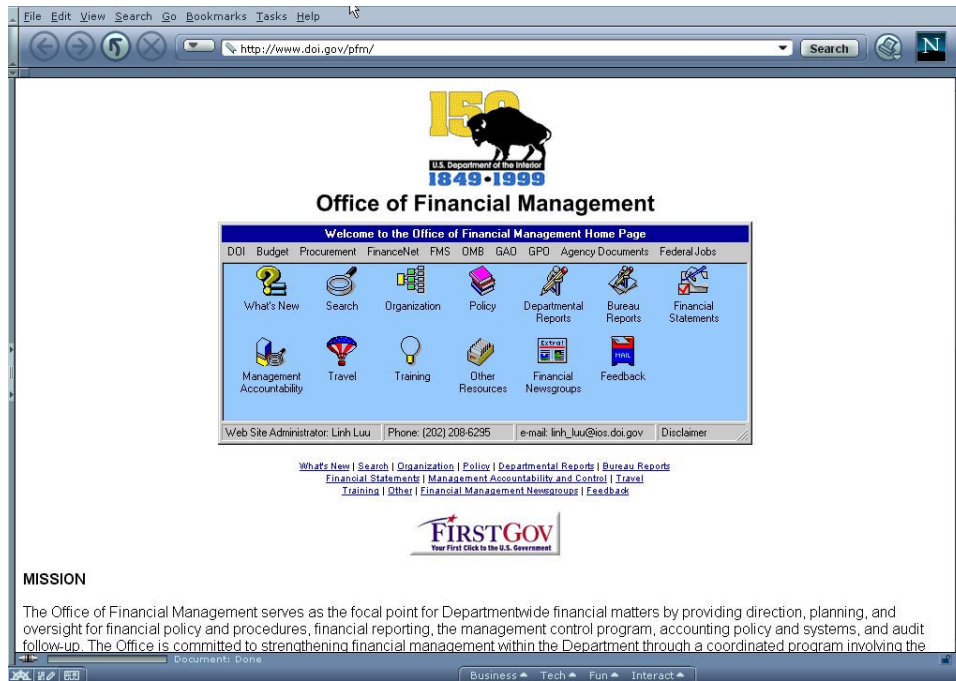 File Edit View Search Go Bookmarks Tasks Help
http://www.doi.gov/pfm/
Search
N
150
U.S. Department of the Interior
1849•1999
Office of Financial Management
Welcome to the Office of Financial Management Home Page
DOI Budget Procurement FinanceNet FMS OMB GAO GPO Agency Documents Federal Jobs
What's New Search Organization Policy Departmental Reports Bureau Reports Financial Statements
Extra!
MAIL
Management Accountability Travel Training Other Resources Financial Newsgroups Feedback
Web Site Administrator: Linh Luu Phone: (202) 208-6295 e-mail: linh_luu@ios.doi.gov Disclaimer
What's New | Search | Organization | Policy | Departmental Reports | Bureau Reports
Financial Statements | Management Accountability and Control | Travel
Training | Other | Financial Management Newsgroups | Feedback
FIRSTGOV
Your First Click to the U.S. Government
MISSION
The Office of Financial Management serves as the focal point for Departmentwide financial matters by providing direction, planning, and
oversight for financial policy and procedures, financial reporting, the management control program, accounting policy and systems, and audit
follow-up. The Office is committed to strengthening financial management within the Department through a coordinated program involving the
Document: Done
Business Tech Fun Interact